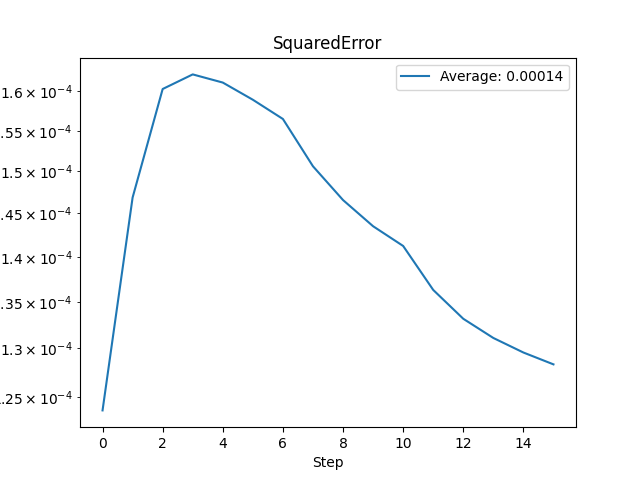 SquaredError
Average: 0.00014
1.6 × 10⁻⁴
.55 × 10⁻⁴
1.5 × 10⁻⁴
.45 × 10⁻⁴
1.4 × 10⁻⁴
.35 × 10⁻⁴
1.3 × 10⁻⁴
.25 × 10⁻⁴
0 2 4 6 8 10 12 14
Step